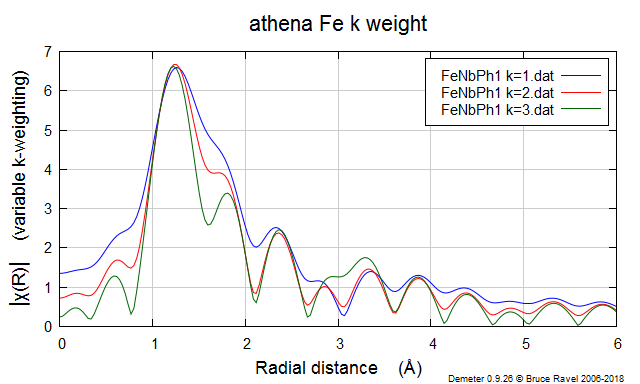 athena Fe k weight
FeNbPh1 k=1.dat
FeNbPh1 k=2.dat
FeNbPh1 k=3.dat
|χ(R)| (variable k-weighting)
7
6
5
4
3
2
1
0
0 1 2 3 4 5 6
Radial distance (Å)
Demeter 0.9.26 © Bruce Ravel 2006-2018